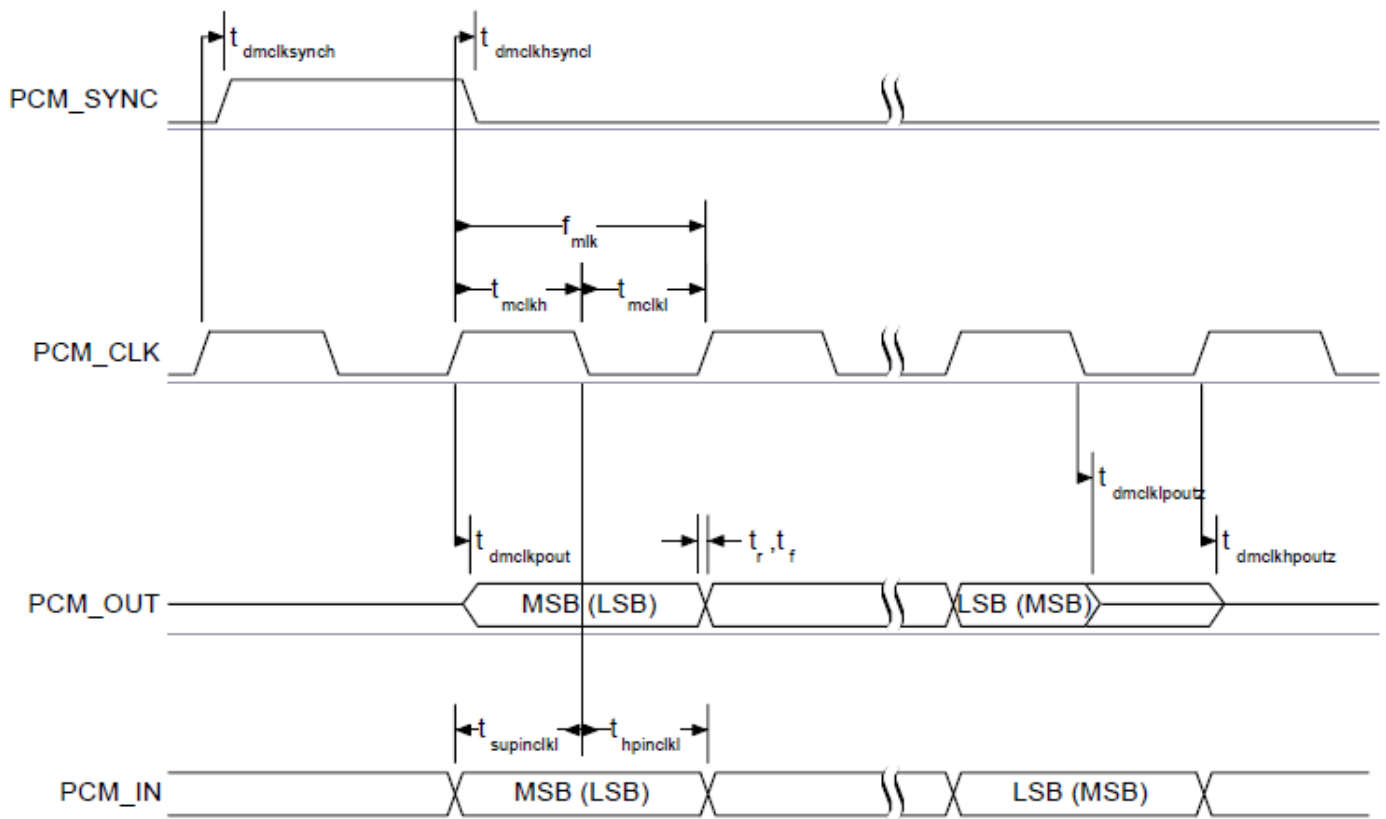 t dmclksynch
t dmclkhsyncl
PCM_SYNC
f mlk
t mclkh
t mclkl
PCM_CLK
t dmclklpoutz
t dmclkpout
t r ,t f
t dmclkhpoutz
PCM_OUT
MSB (LSB)
LSB (MSB)
t supinclkl
t hpinclkl
PCM_IN
MSB (LSB)
LSB (MSB)